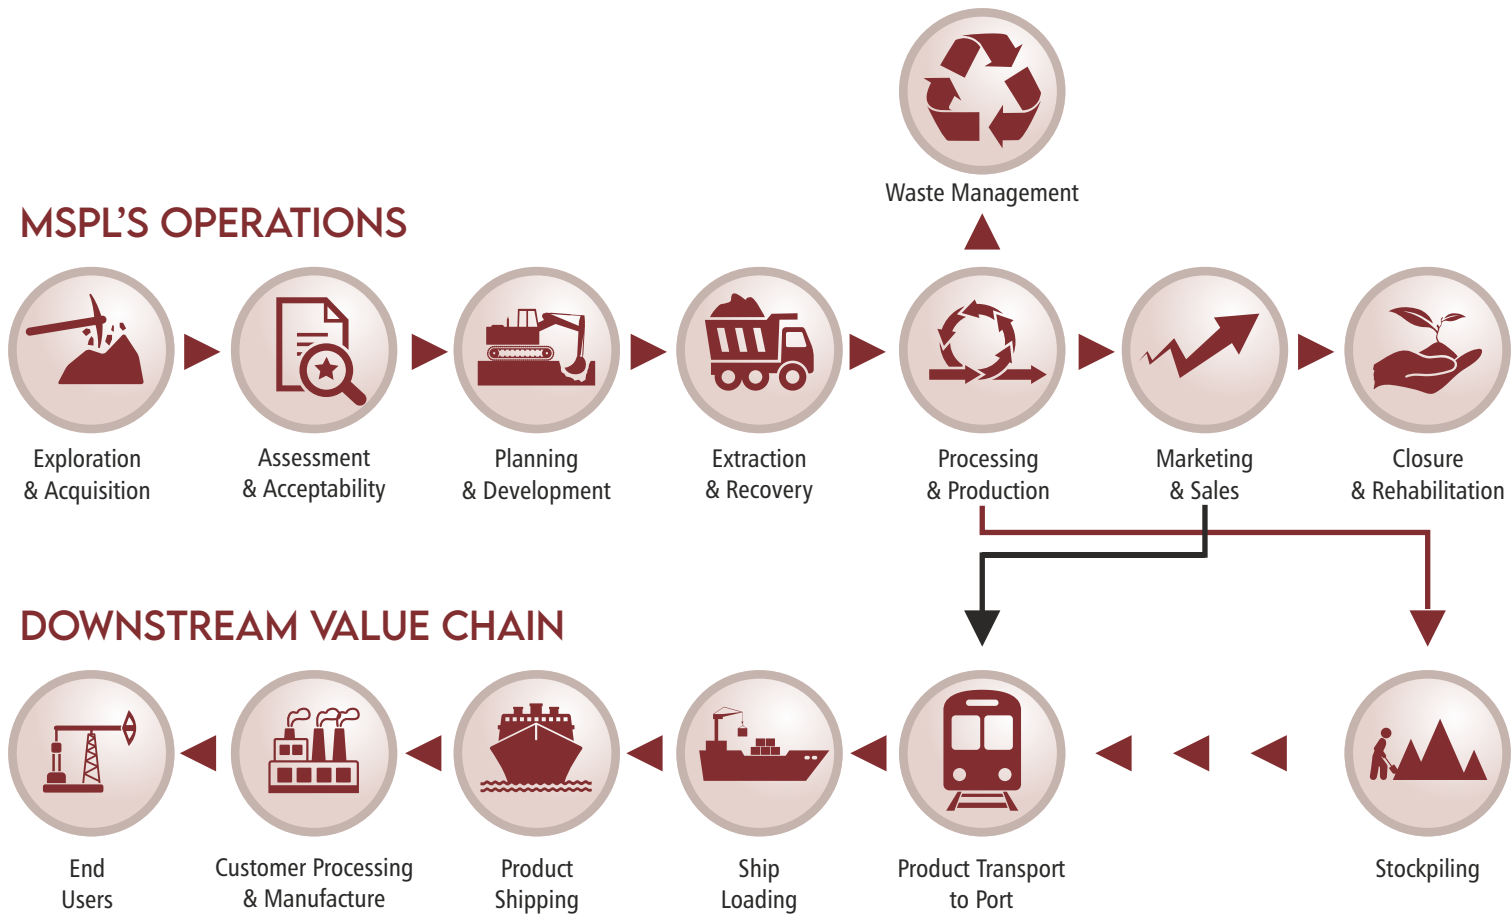 Waste Management
MSPL'S OPERATIONS
Exploration
& Acquisition
Assessment
& Acceptability
Planning
& Development
Extraction
& Recovery
Processing
& Production
Marketing
& Sales
Closure
& Rehabilitation
DOWNSTREAM VALUE CHAIN
End
Users
Customer Processing
& Manufacture
Product
Shipping
Ship
Loading
Product Transport
to Port
Stockpiling